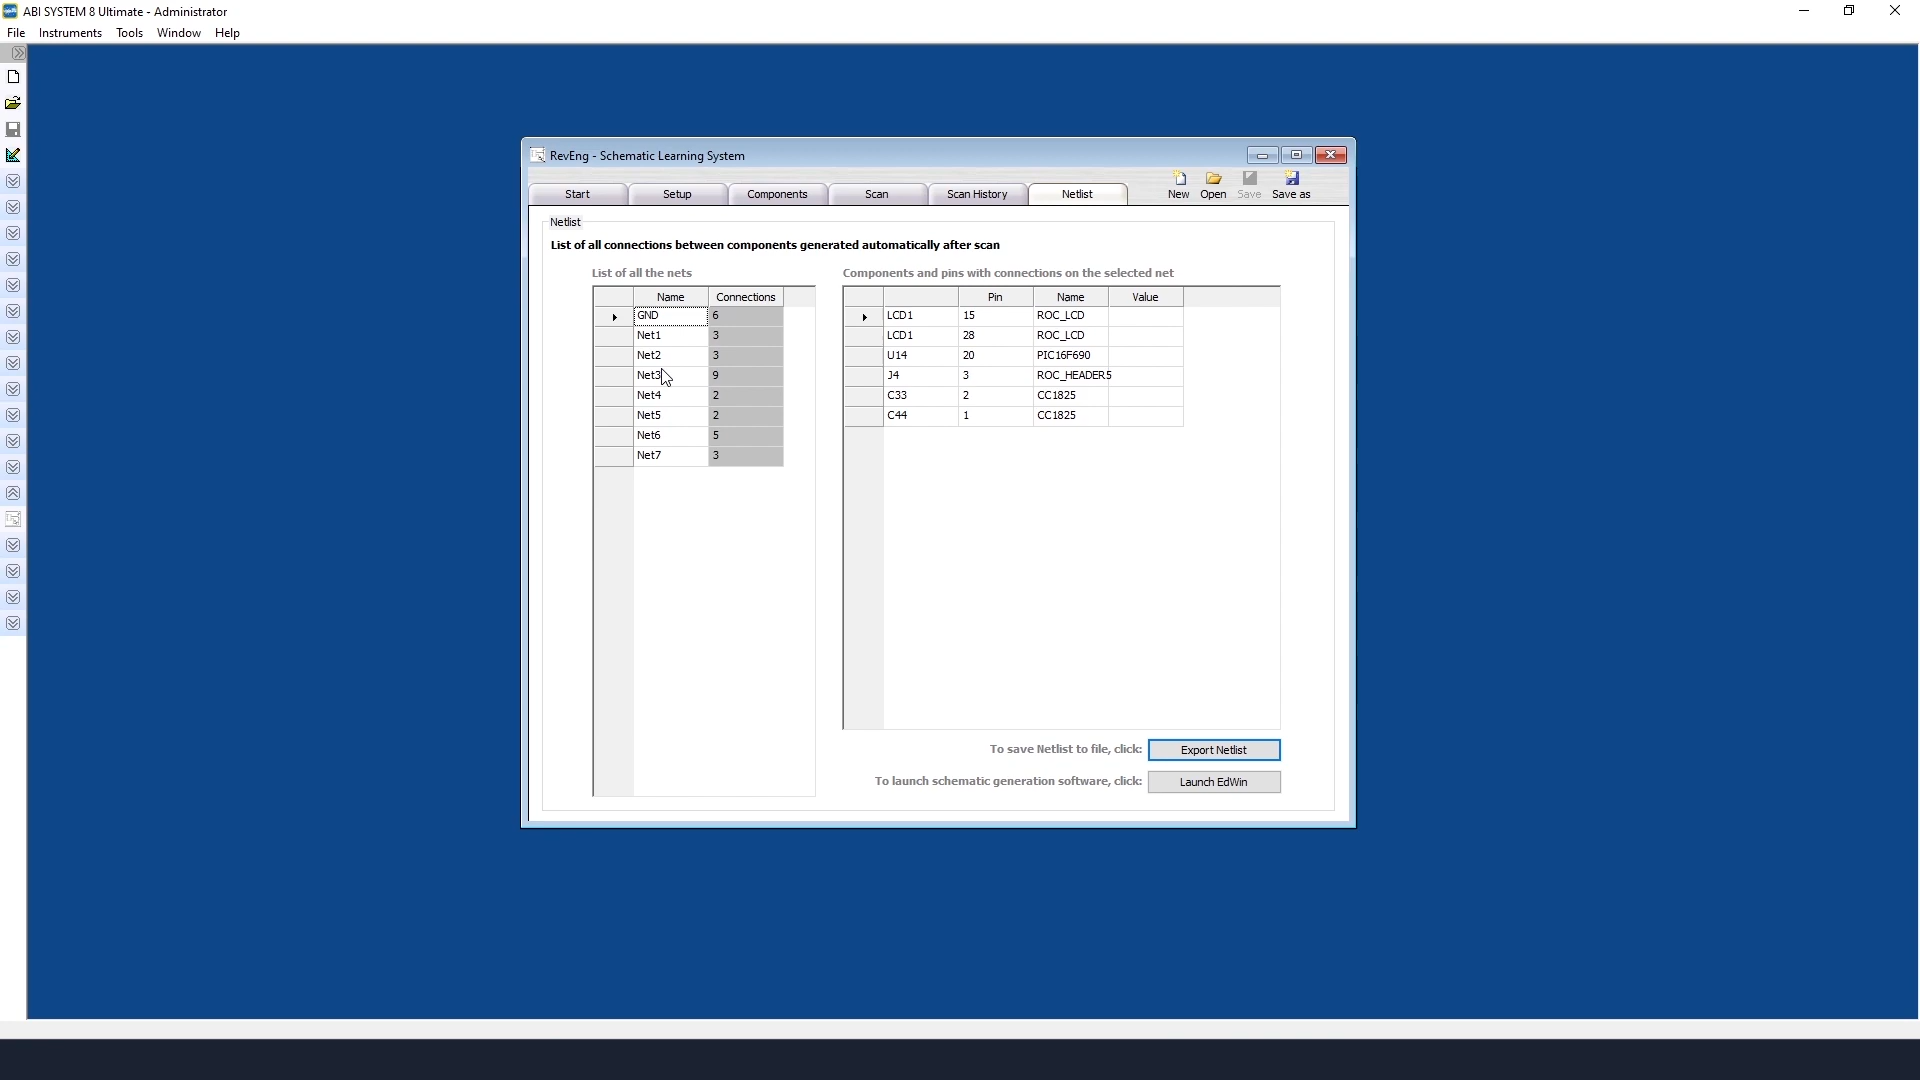 ABI SYSTEM 8 Ultimate - Administrator
File Instruments Tools Window Help
RevEng - Schematic Learning System
Start Setup Components Scan Scan History Netlist New Open Save Save as
Netlist
List of all connections between components generated automatically after scan
List of all the nets
Name Connections
GND 6
Net1 3
Net2 3
Net3 9
Net4 2
Net5 2
Net6 5
Net7 3
Components and pins with connections on the selected net
Pin Name Value
LCD1 15 ROC_LCD
LCD1 28 ROC_LCD
U14 20 PIC16F690
J4 3 ROC_HEADER5
C33 2 CC1825
C44 1 CC1825
To save Netlist to file, click: Export Netlist
To launch schematic generation software, click: Launch EdWin